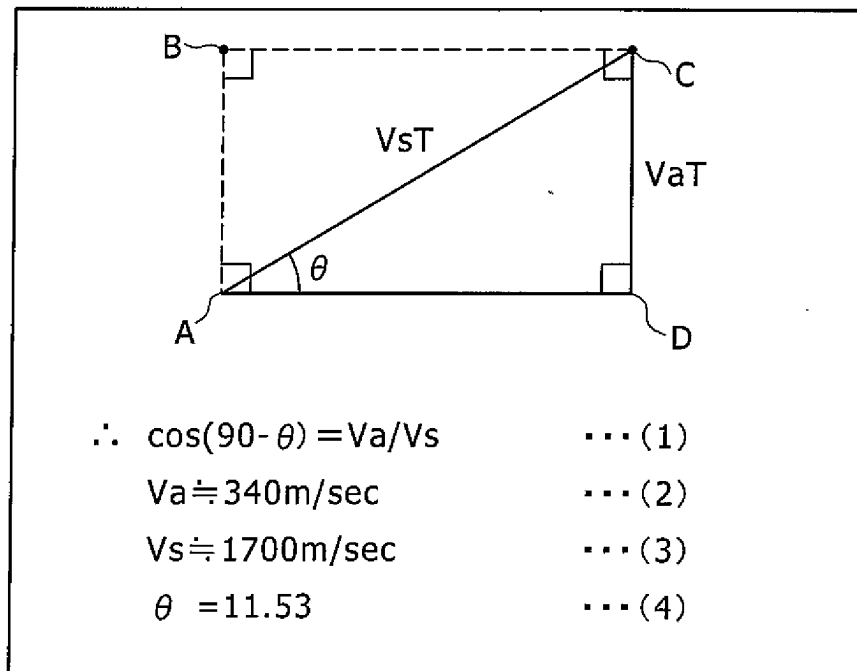 B
C
VsT
VaT
θ
A
D
∴ cos(90-θ)=Va/Vs ・・・(1)
Va≒340m/sec ・・・(2)
Vs≒1700m/sec ・・・(3)
θ =11.53 ・・・(4)